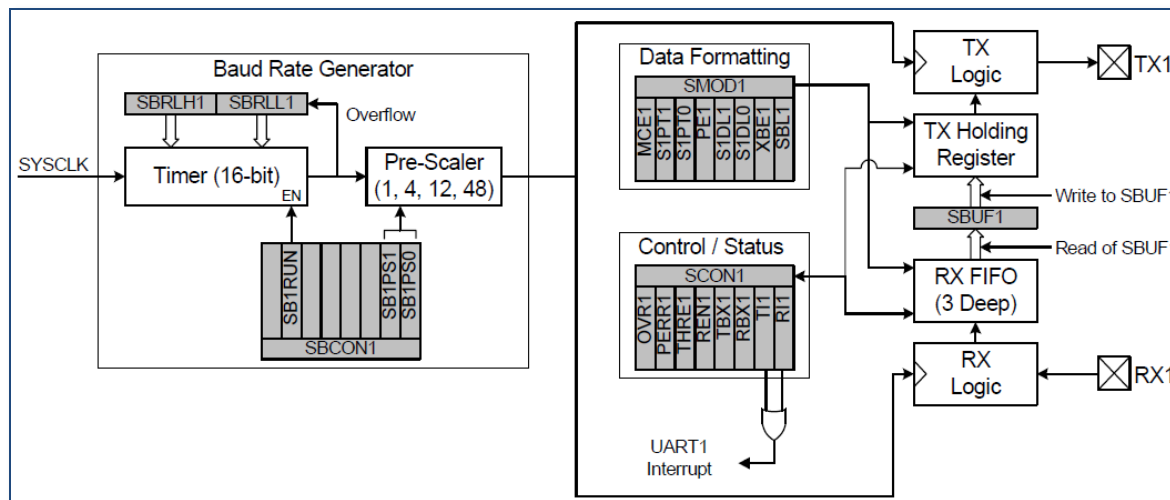 Baud Rate Generator
SBRLH1 SBRLL1
Overflow
SYSCLK
Timer (16-bit)
EN
Pre-Scaler
(1, 4, 12, 48)
SB1RUN
SB1PS1
SB1PS0
SBCON1
Data Formatting
SMOD1
MCE1
S1PT1
S1PT0
PE1
S1DL1
S1DL0
XBE1
SBL1
Control / Status
SCON1
OVR1
PERR1
THRE1
REN1
TBX1
RBX1
TI1
RI1
UART1
Interrupt
TX
Logic
TX1
TX Holding
Register
Write to SBUF1
SBUF1
Read of SBUF
RX FIFO
(3 Deep)
RX
Logic
RX1